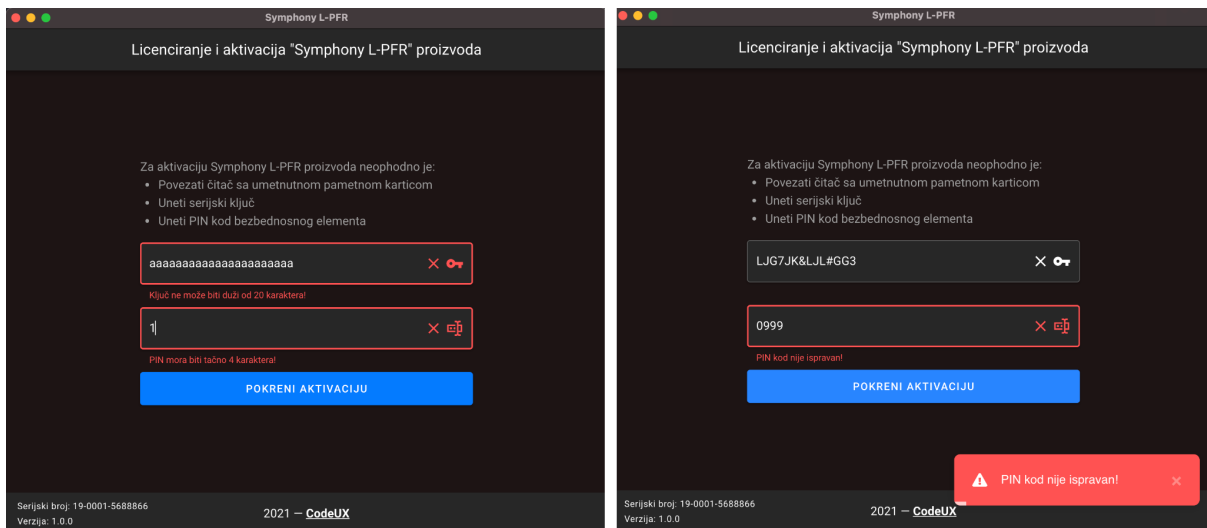 Symphony L-PFR
Licenciranje i aktivacija "Symphony L-PFR" proizvoda
Za aktivaciju Symphony L-PFR proizvoda neophodno je:
• Povezati čitač sa umetnutnom pametnom karticom
• Uneti serijski ključ
• Uneti PIN kod bezbednosnog elementa
aaaaaaaaaaaaaaaaaaaaaa
Ključ ne može biti duži od 20 karaktera!
1
PIN mora biti tačno 4 karaktera!
POKRENI AKTIVACIJU
Serijski broj: 19-0001-5688866
Verzija: 1.0.0
2021 — CodeUX
Symphony L-PFR
Licenciranje i aktivacija "Symphony L-PFR" proizvoda
Za aktivaciju Symphony L-PFR proizvoda neophodno je:
• Povezati čitač sa umetnutnom pametnom karticom
• Uneti serijski ključ
• Uneti PIN kod bezbednosnog elementa
LJG7JK&LJL#GG3
0999
PIN kod nije ispravan!
POKRENI AKTIVACIJU
PIN kod nije ispravan!
Serijski broj: 19-0001-5688866
Verzija: 1.0.0
2021 — CodeUX